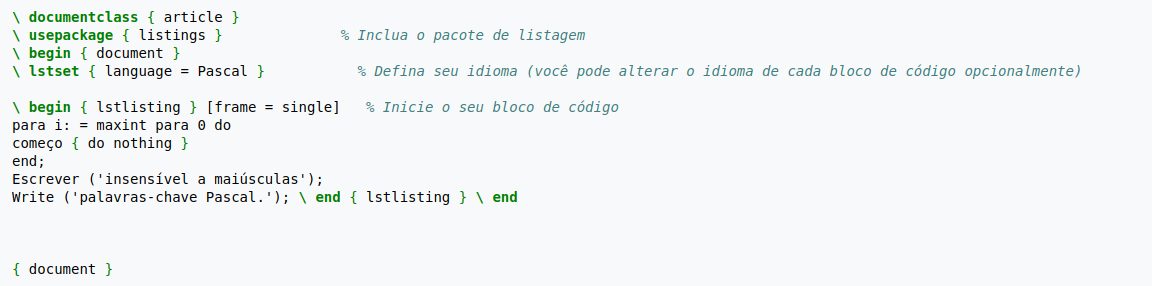 \ documentclass { article }
\ usepackage { listings } % Inclua o pacote de listagem
\ begin { document }
\ lstset { language = Pascal } % Defina seu idioma (você pode alterar o idioma de cada bloco de código opcionalmente)
\ begin { lstlisting } [frame = single] % Inicie o seu bloco de código
para i: = maxint para 0 do
começo { do nothing }
end;
Escrever ('insensível a maiúsculas');
Write ('palavras-chave Pascal.'); \ end { lstlisting } \ end
{ document }